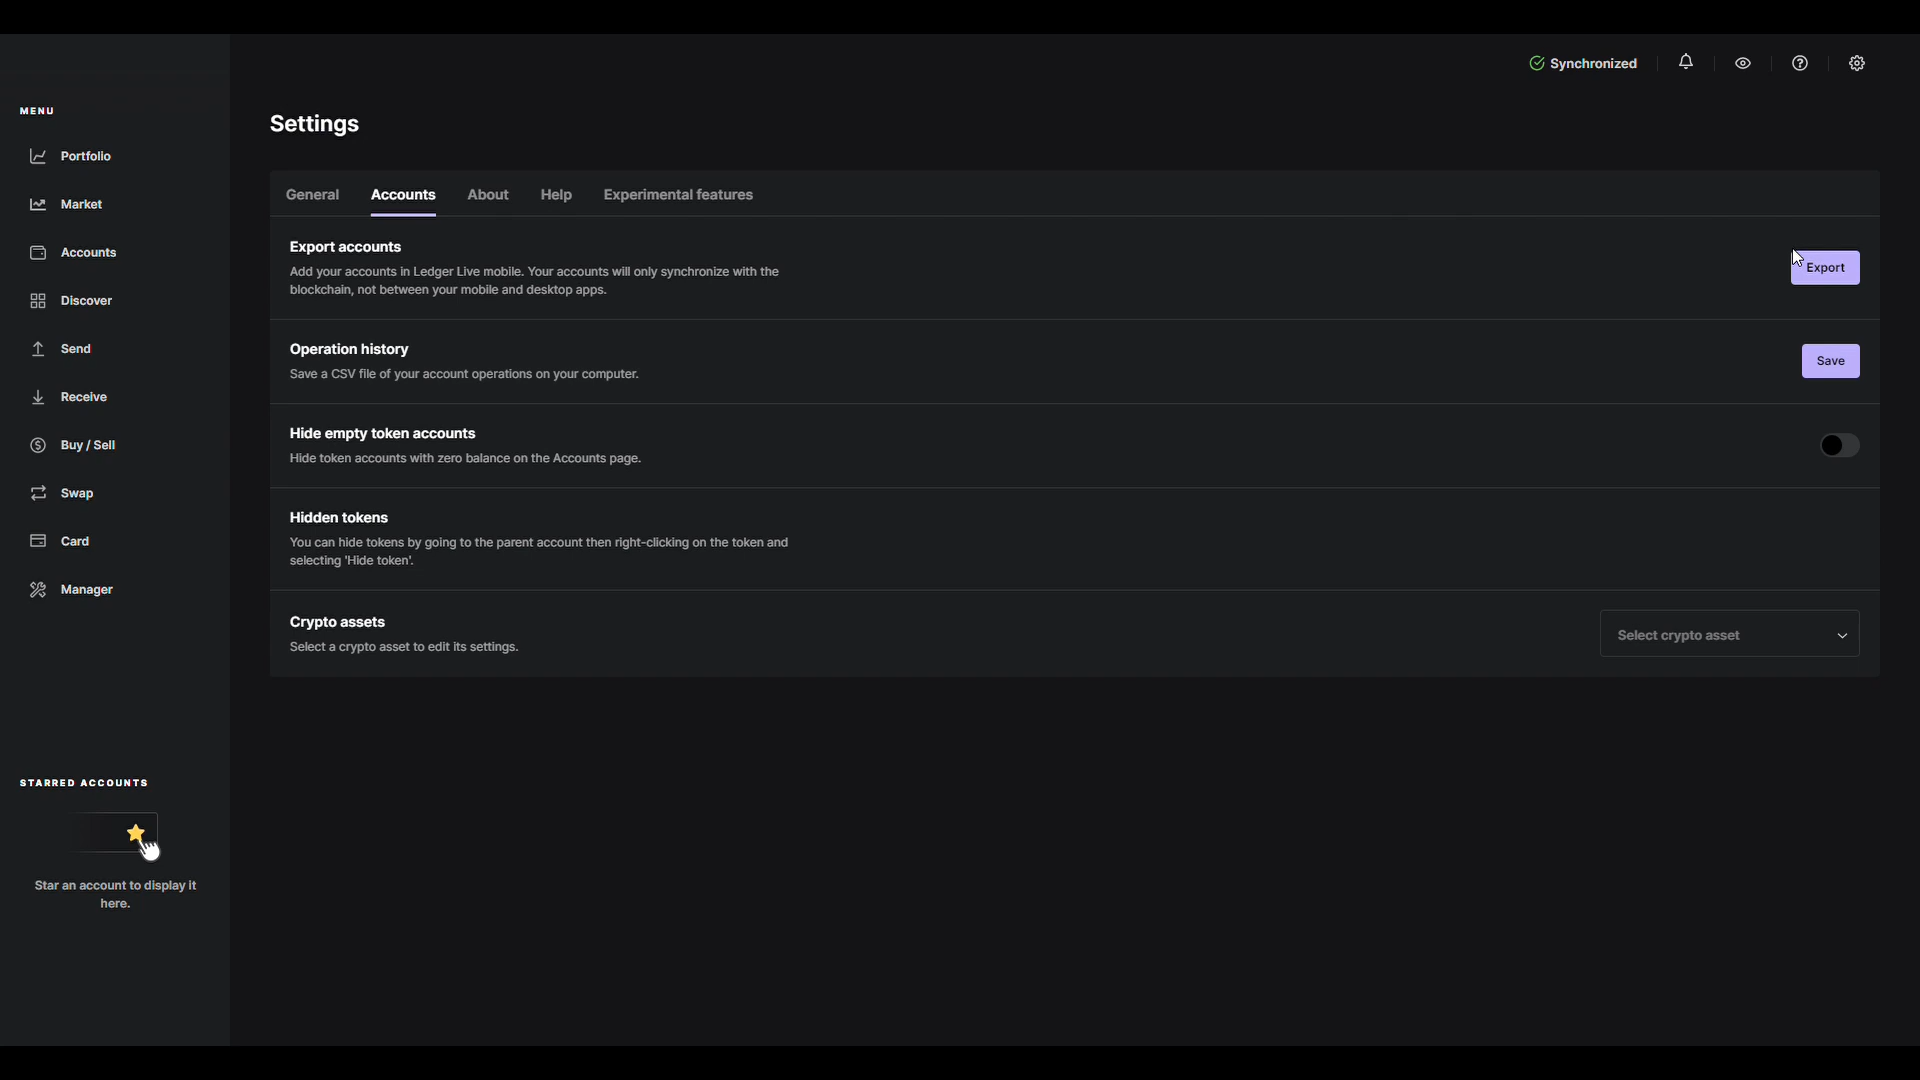 Synchronized
MENU
Portfolio
Market
Accounts
Discover
Send
Receive
Buy / Sell
Swap
Card
Manager
STARRED ACCOUNTS
Star an account to display it
here.
Settings
General Accounts About Help Experimental features
Export accounts
Add your accounts in Ledger Live mobile. Your accounts will only synchronize with the
blockchain, not between your mobile and desktop apps.
Export
Operation history
Save a CSV file of your account operations on your computer.
Save
Hide empty token accounts
Hide token accounts with zero balance on the Accounts page.
Hidden tokens
You can hide tokens by going to the parent account then right-clicking on the token and
selecting 'Hide token'.
Crypto assets
Select a crypto asset to edit its settings.
Select crypto asset